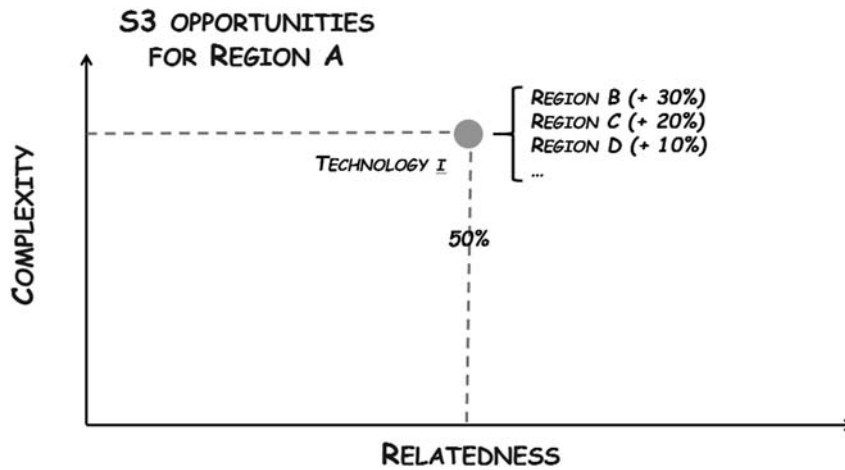 S3 OPPORTUNITIES
FOR REGION A
REGION B (+ 30%)
REGION C (+ 20%)
REGION D (+ 10%)
...
TECHNOLOGY I
50%
COMPLEXITY
RELATEDNESS